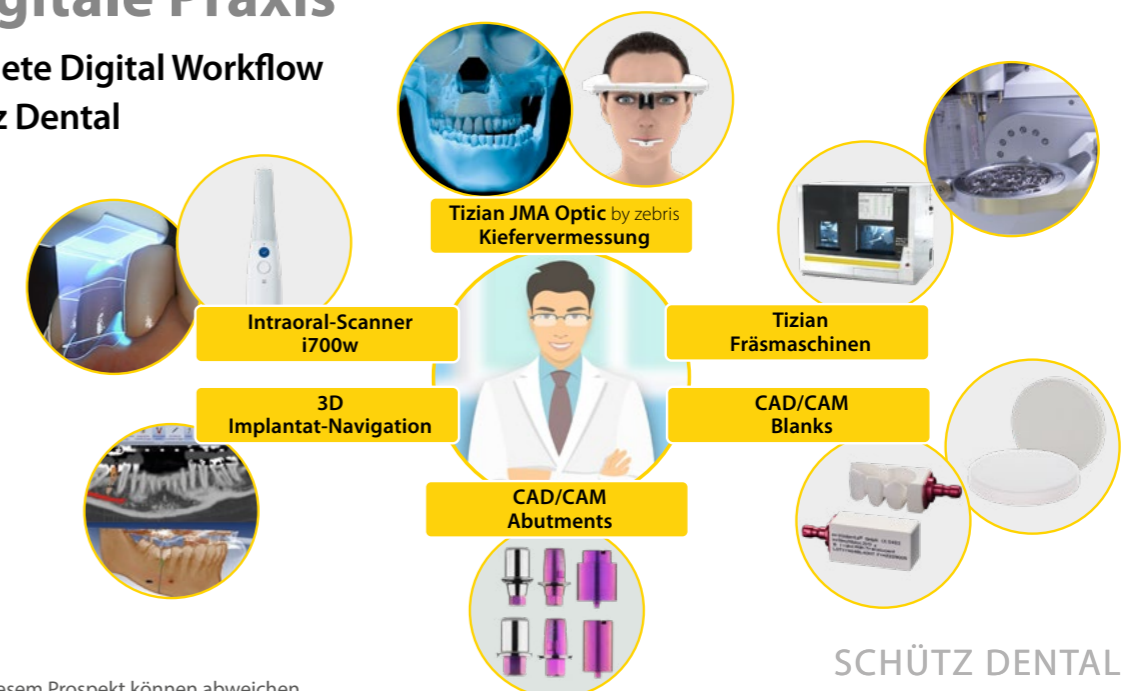 gitale Praxis
ete Digital Workflow
z Dental
Tizian JMA Optic by zebris
Kiefervermessung
Intraoral-Scanner
i700w
Tizian
Fräsmaschinen
3D
Implantat-Navigation
CAD/CAM
Blanks
CAD/CAM
Abutments
SCHÜTZ DENTAL
esem Prospekt können abweichen